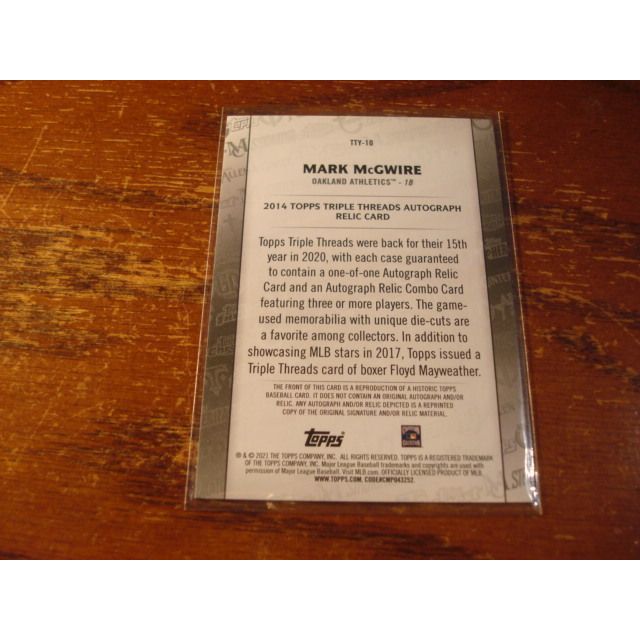 TTY-10
MARK McGWIRE
OAKLAND ATHLETICS™ - 1B
2014 TOPPS TRIPLE THREADS AUTOGRAPH
RELIC CARD
Topps Triple Threads were back for their 15th
year in 2020, with each case guaranteed
to contain a one-of-one Autograph Relic
Card and an Autograph Relic Combo Card
featuring three or more players. The game-
used memorabilia with unique die-cuts are
a favorite among collectors. In addition to
showcasing MLB stars in 2017, Topps issued a
Triple Threads card of boxer Floyd Mayweather.
THE FRONT OF THIS CARD IS A REPRODUCTION OF A HISTORIC TOPPS
BASEBALL CARD. IT DOES NOT CONTAIN AN ORIGINAL AUTOGRAPH AND/OR
RELIC. ANY AUTOGRAPH AND/OR RELIC DEPICTED IS A REPRINTED
COPY OF THE ORIGINAL SIGNATURE AND/OR RELIC MATERIAL.
Topps
® & © 2021 THE TOPPS COMPANY, INC. ALL RIGHTS RESERVED. TOPPS IS A REGISTERED TRADEMARK
OF THE TOPPS COMPANY, INC. Major League Baseball trademarks and copyrights are used with
permission of Major League Baseball. Visit MLB.com. OFFICIALLY LICENSED PRODUCT OF MLB.
WWW.TOPPS.COM. CODE#CMP043252.